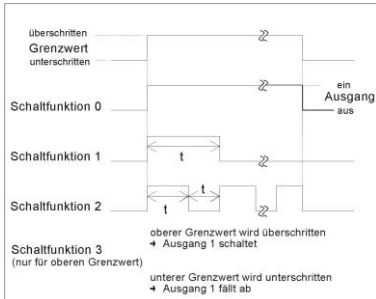 überschritten
Grenzwert
unterschritten
ein
Ausgang
aus
Schaltfunktion 0
Schaltfunktion 1
t
t
Schaltfunktion 2
t
Schaltfunktion 3
(nur für oberen Grenzwert)
oberer Grenzwert wird überschritten
➔ Ausgang 1 schaltet
unterer Grenzwert wird unterschritten
➔ Ausgang 1 fällt ab